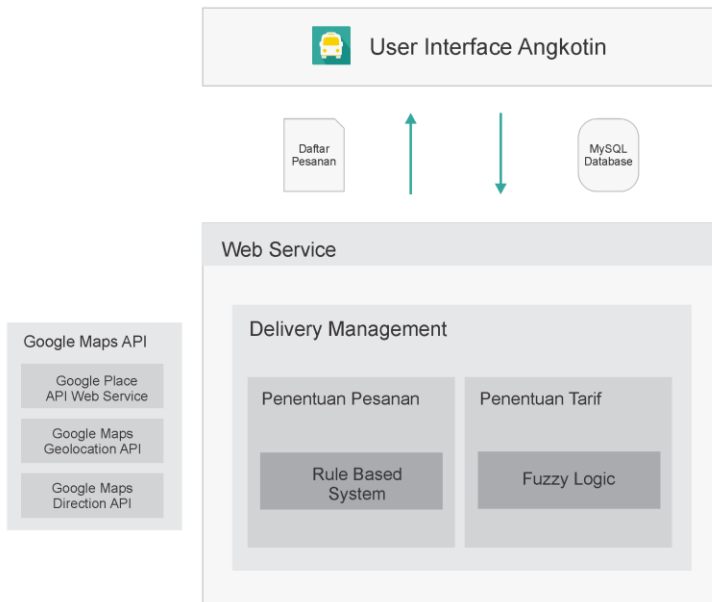 User Interface Angkotin
Daftar
Pesanan
MySQL
Database
Web Service
Delivery Management
Google Maps API
Google Place
API Web Service
Google Maps
Geolocation API
Google Maps
Direction API
Penentuan Pesanan
Rule Based
System
Penentuan Tarif
Fuzzy Logic